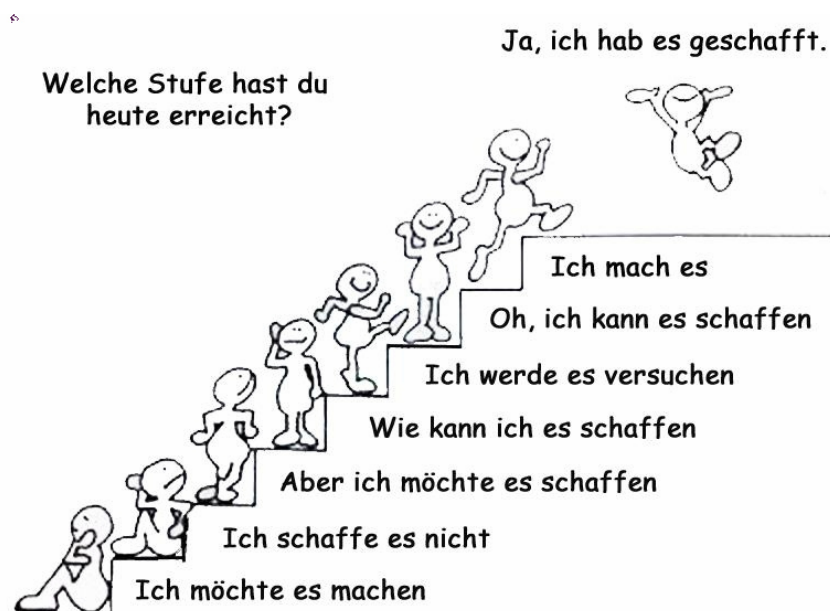 Ja, ich hab es geschafft.
Welche Stufe hast du
heute erreicht?
Ich mach es
Oh, ich kann es schaffen
Ich werde es versuchen
Wie kann ich es schaffen
Aber ich möchte es schaffen
Ich schaffe es nicht
Ich möchte es machen